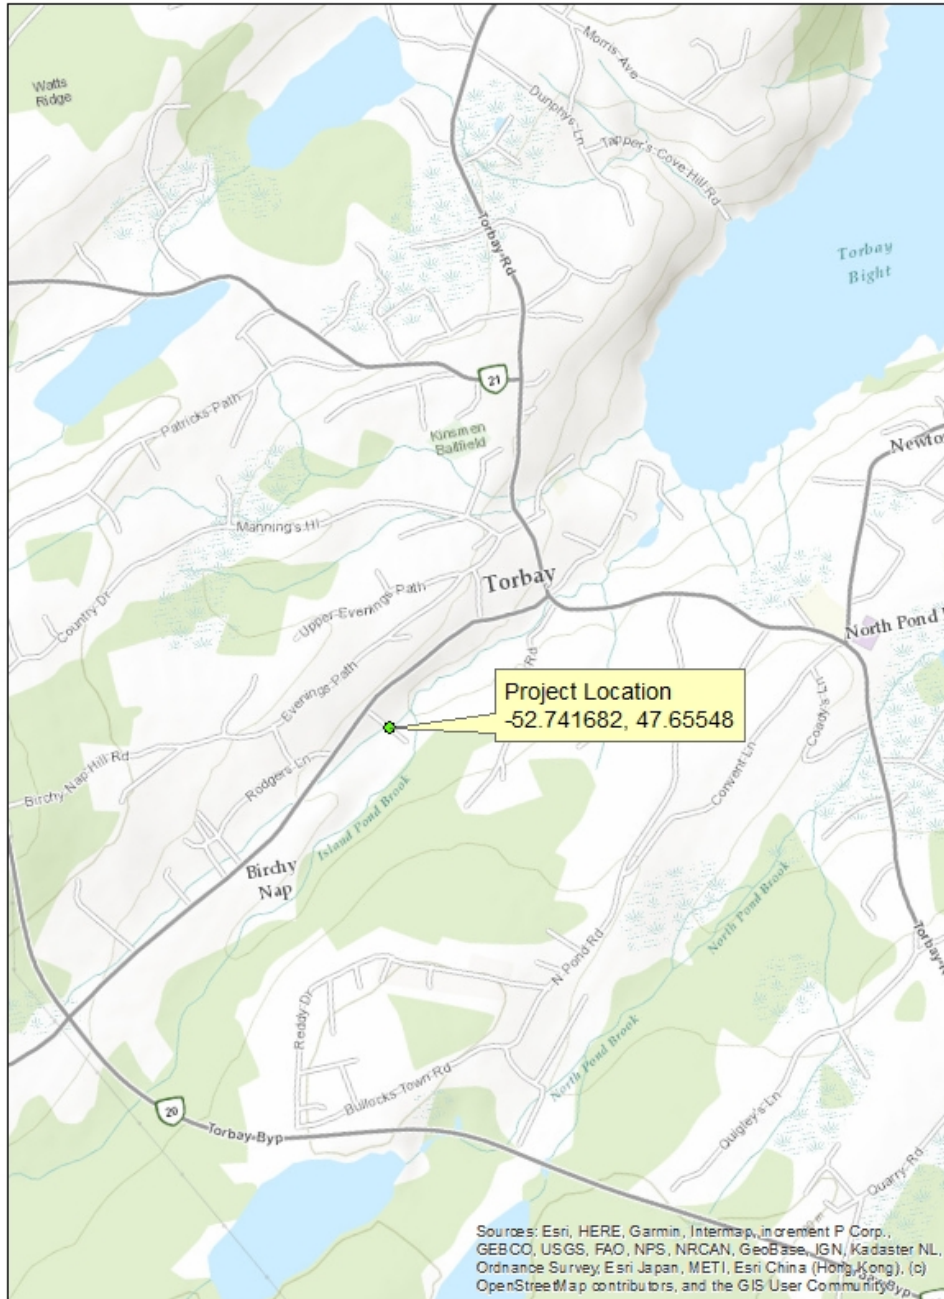 Watts
Ridge
Morris Ave
Dunphys Ln
Tapper's Cove Hill Rd
Torbay Rd
Torbay
Bight
21
Patricks Path
Kinsmen
Ballfield
Manning's Hl
Torbay
Upper Evenings Path
Country Dr
North Pond
Rd
Evenings Path
Project Location
-52.741682, 47.65548
Coady's Ln
Convent Ln
Birchy Nap Hill Rd
Rodgers Ln
Island Pond Brook
Birchy
Nap
North Pond Brook
N Pond Rd
Reddy Dr
North Pond Brook
Bullocks Town Rd
20
Torbay Byp
Quigley's Ln
Quarry Rd
Sources: Esri, HERE, Garmin, Intermap, increment P Corp.,
GEBCO, USGS, FAO, NPS, NRCAN, GeoBase, IGN, Kadaster NL,
Ordnance Survey, Esri Japan, METI, Esri China (Hong Kong), (c)
OpenStreetMap contributors, and the GIS User Community